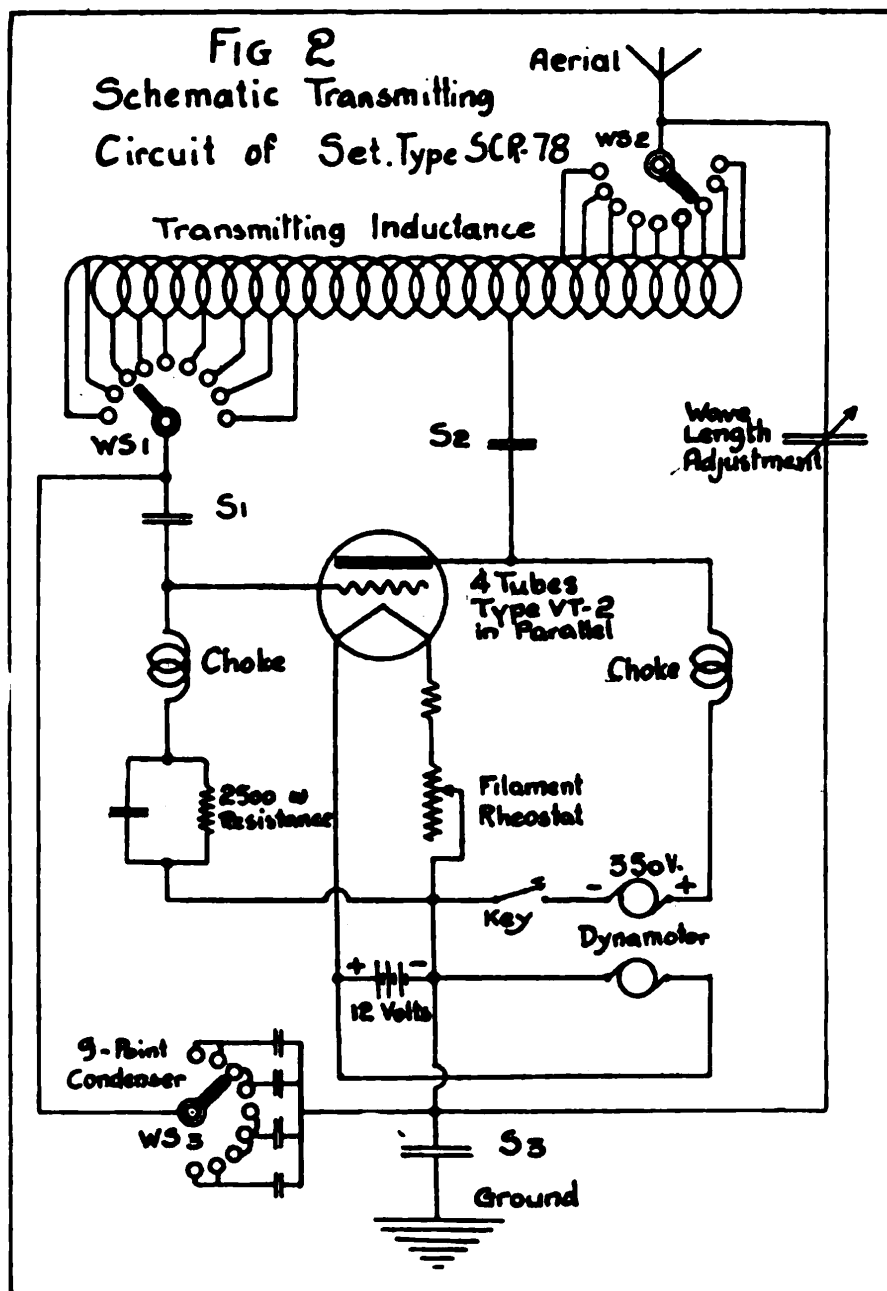 FIG 2
Schematic Transmitting
Circuit of Set. Type SCR-78
Aerial
WS2
Transmitting Inductance
WS1
S1
S2
Wave
Length
Adjustment
4 Tubes
Type VT-2
in Parallel
Choke
Choke
2500 ω
Resistance
Filament
Rheostat
350V.
- +
Key
Dynamotor
+ -
12 Volts
9-Point
Condenser
WS3
S3
Ground